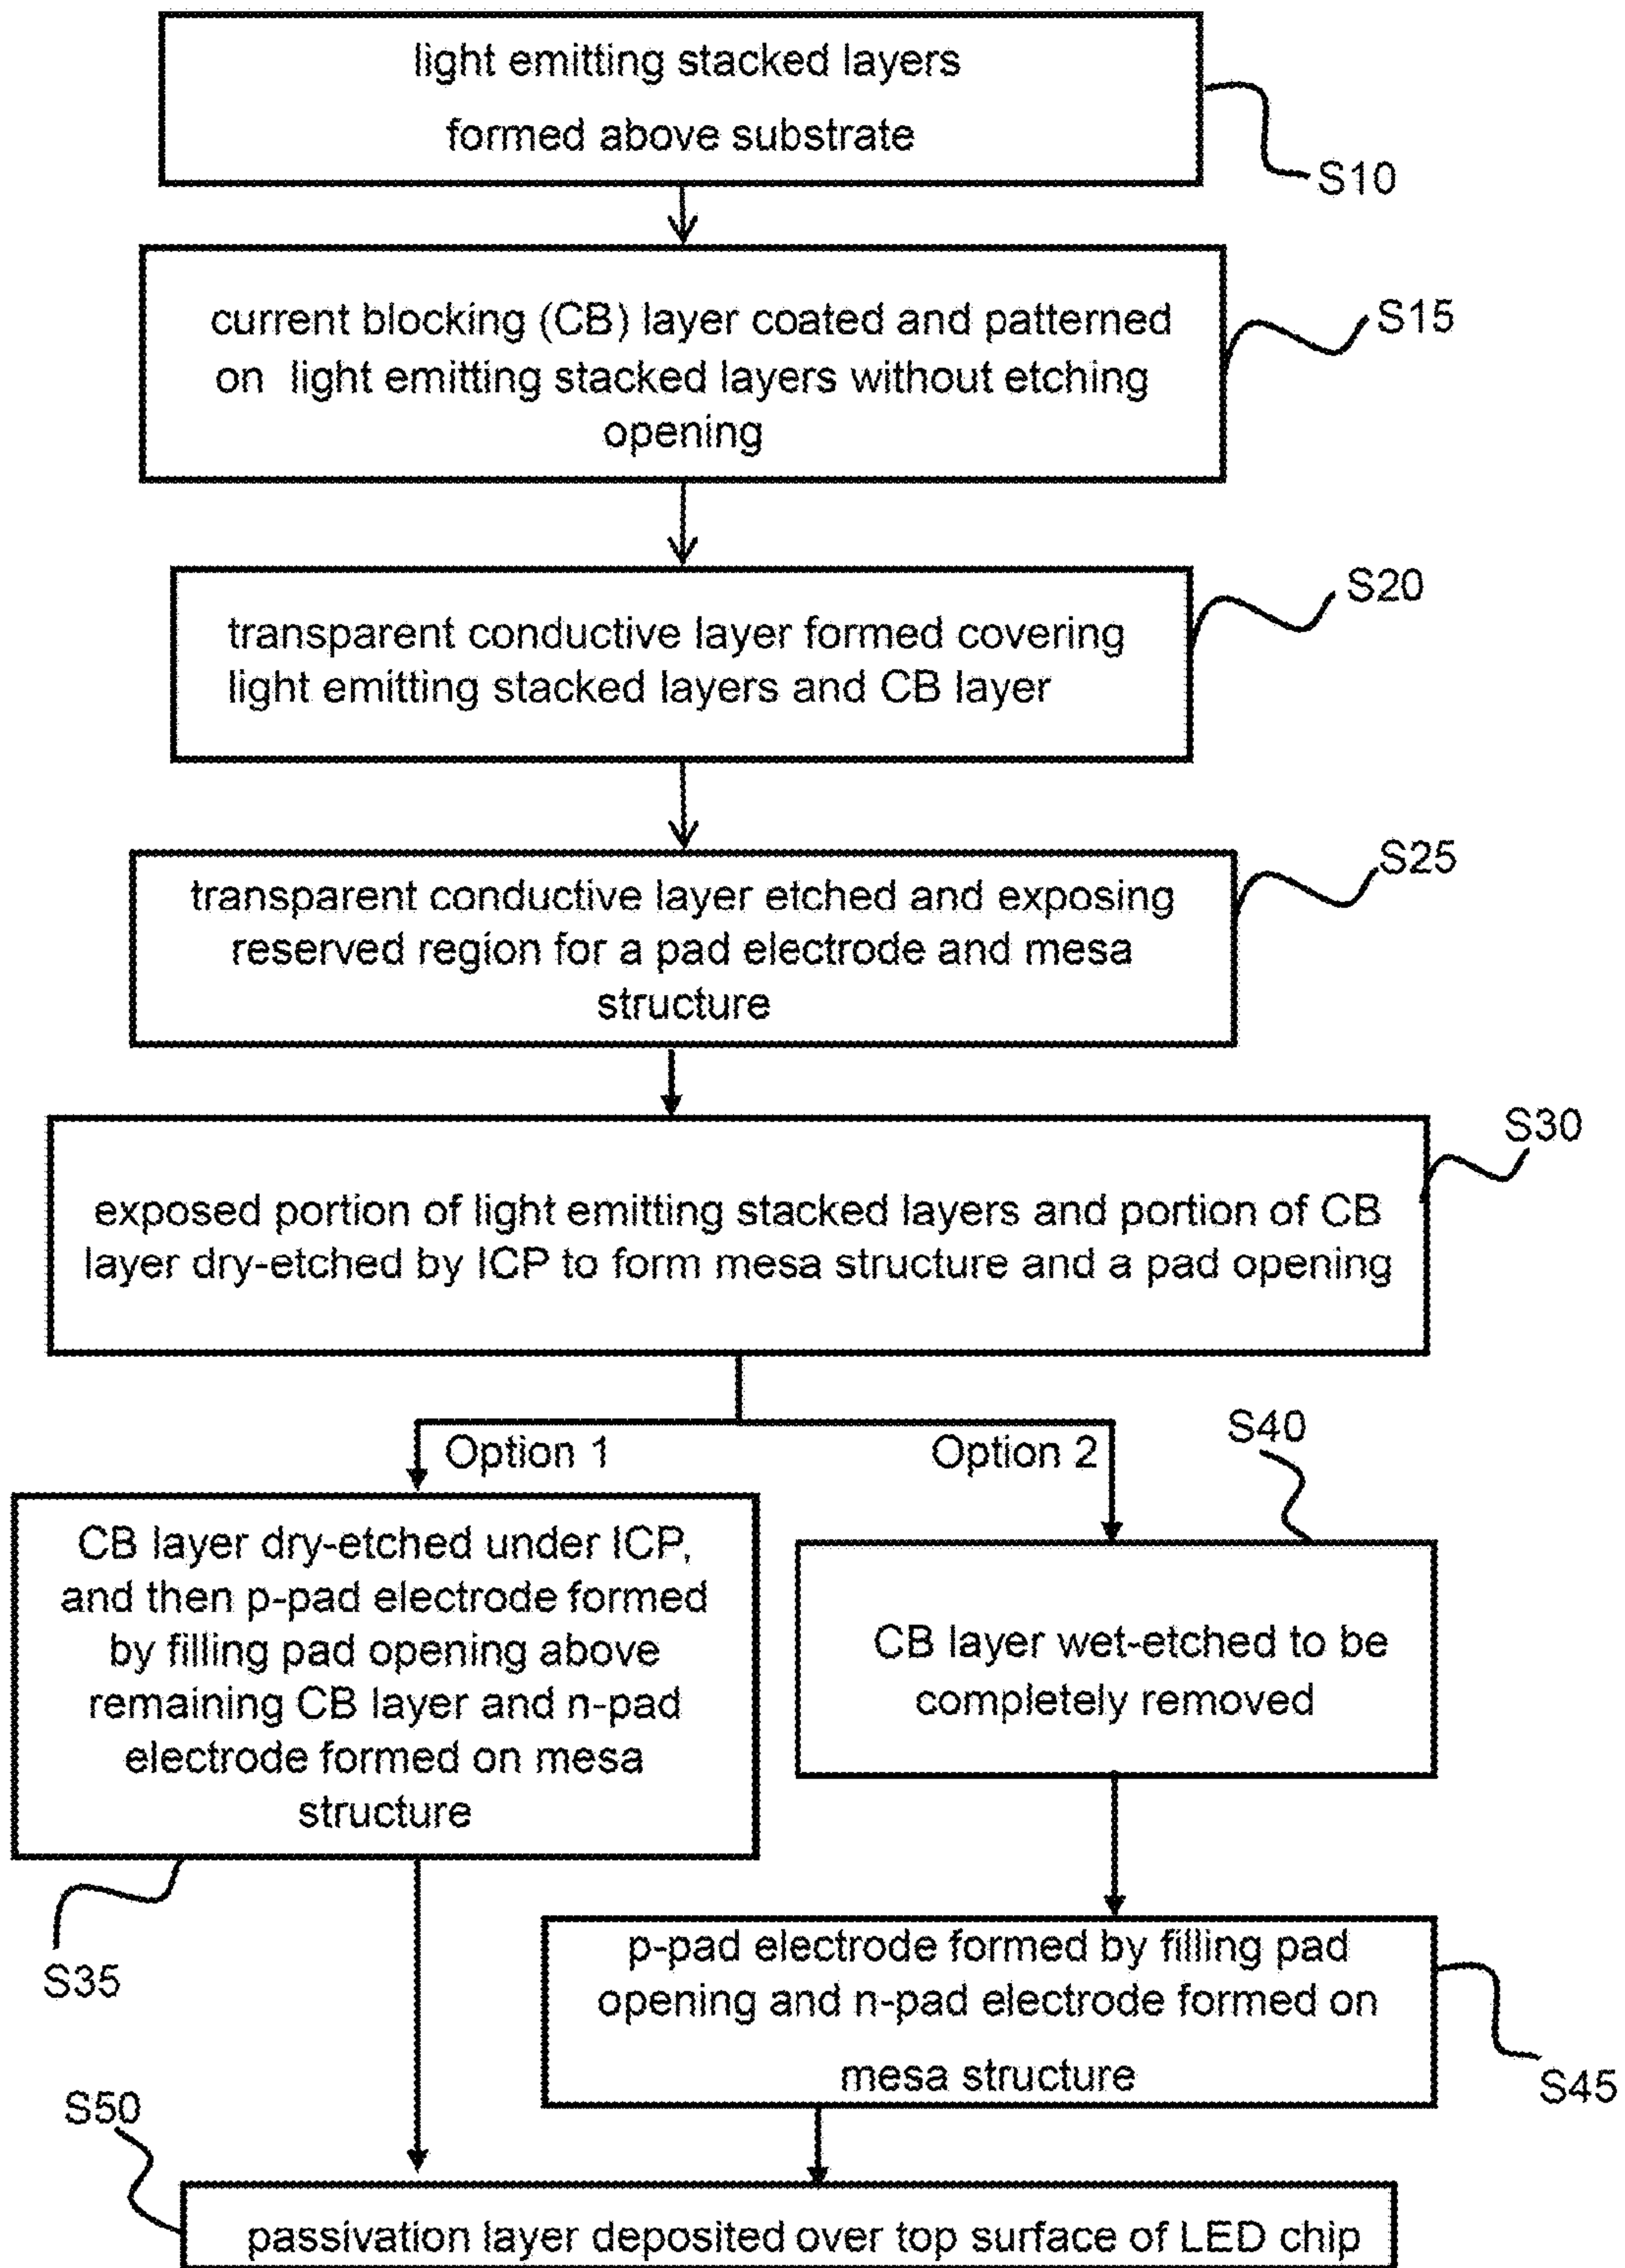 light emitting stacked layers
formed above substrate
S10
current blocking (CB) layer coated and patterned
on light emitting stacked layers without etching
opening
S15
transparent conductive layer formed covering
light emitting stacked layers and CB layer
S20
transparent conductive layer etched and exposing
reserved region for a pad electrode and mesa
structure
S25
exposed portion of light emitting stacked layers and portion of CB
layer dry-etched by ICP to form mesa structure and a pad opening
S30
Option 1
Option 2
CB layer dry-etched under ICP,
and then p-pad electrode formed
by filling pad opening above
remaining CB layer and n-pad
electrode formed on mesa
structure
S35
S40
CB layer wet-etched to be
completely removed
p-pad electrode formed by filling pad
opening and n-pad electrode formed on
mesa structure
S45
S50
passivation layer deposited over top surface of LED chip